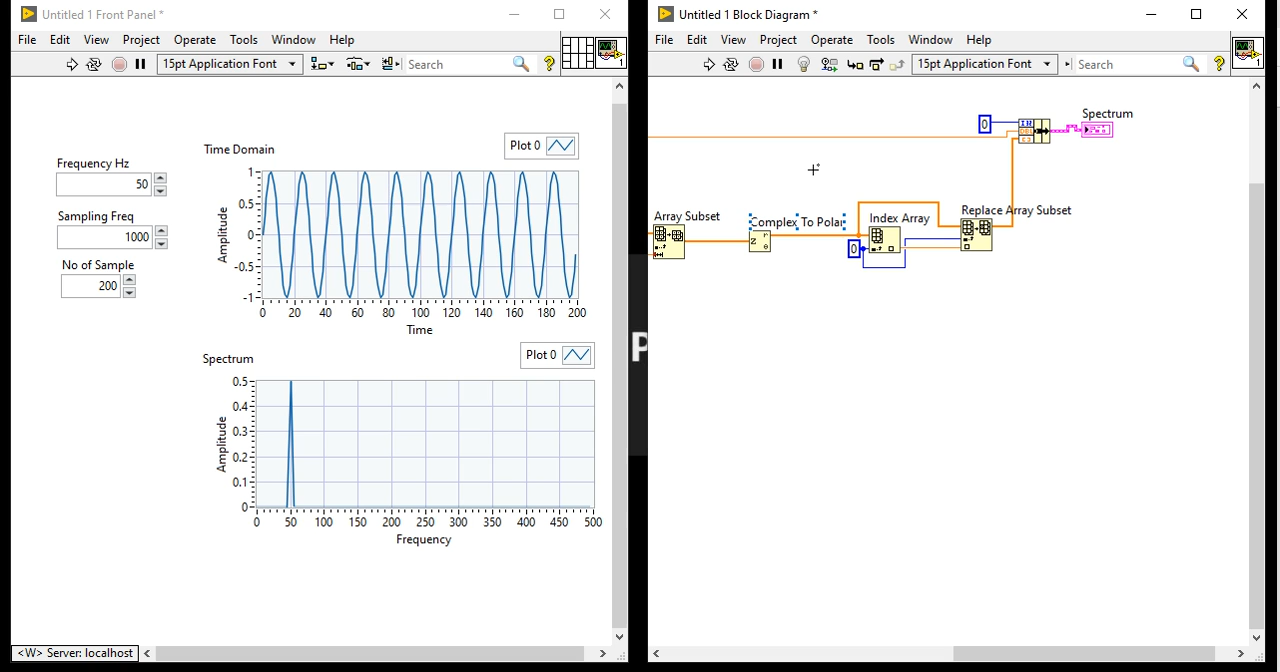 Untitled 1 Front Panel *
File Edit View Project Operate Tools Window Help
15pt Application Font Search ? 1
Frequency Hz
50
Sampling Freq
1000
No of Sample
200
Time Domain
Plot 0
Amplitude
1
0.5
0
-0.5
-1
0 20 40 60 80 100 120 140 160 180 200
Time
Spectrum
Plot 0
Amplitude
0.5
0.4
0.3
0.2
0.1
0
0 50 100 150 200 250 300 350 400 450 500
Frequency
<W> Server: localhost
P
Untitled 1 Block Diagram *
File Edit View Project Operate Tools Window Help
15pt Application Font Search ? 1
0
Spectrum
Array Subset
Complex To Polar
Index Array
Replace Array Subset
z r θ
0